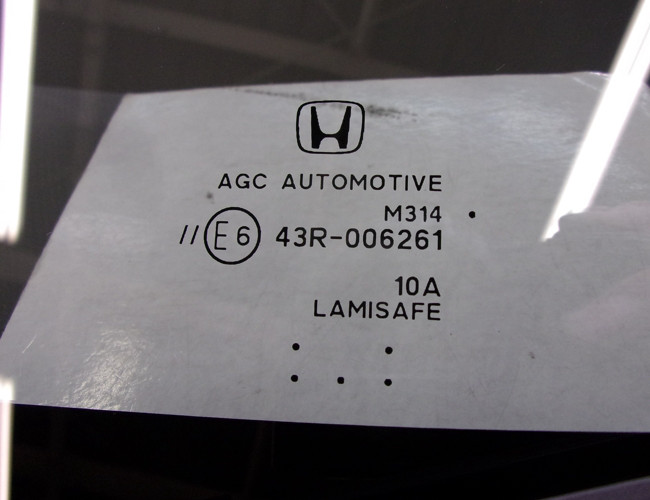 AGC AUTOMOTIVE
M314
// E6 43R-006261
10A
LAMISAFE